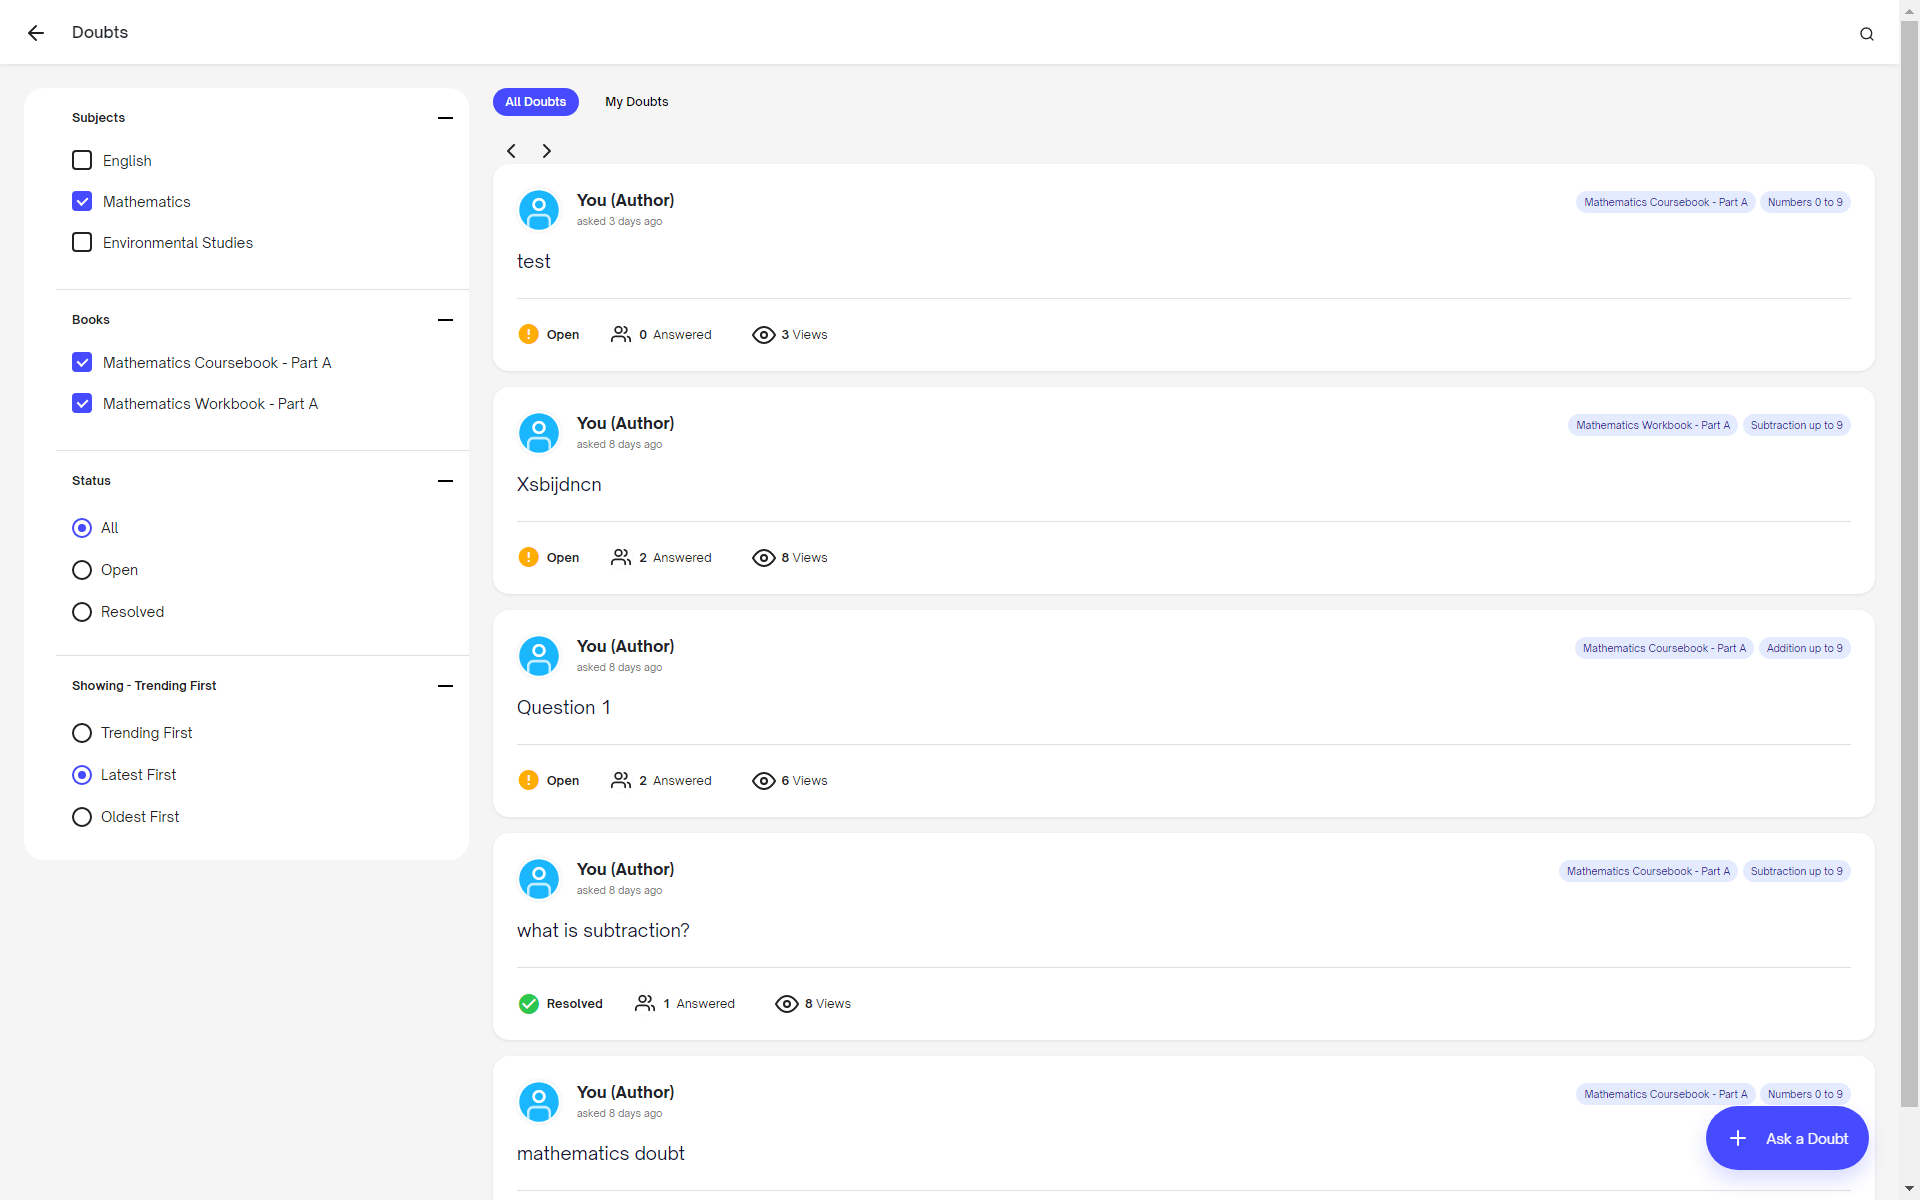 Doubts
Subjects
English
Mathematics
Environmental Studies
Books
Mathematics Coursebook - Part A
Mathematics Workbook - Part A
Status
All
Open
Resolved
Showing - Trending First
Trending First
Latest First
Oldest First
All Doubts My Doubts
You (Author)
asked 3 days ago
Mathematics Coursebook - Part A Numbers 0 to 9
test
Open 0 Answered 3 Views
You (Author)
asked 8 days ago
Mathematics Workbook - Part A Subtraction up to 9
Xsbijdncn
Open 2 Answered 8 Views
You (Author)
asked 8 days ago
Mathematics Coursebook - Part A Addition up to 9
Question 1
Open 2 Answered 6 Views
You (Author)
asked 8 days ago
Mathematics Coursebook - Part A Subtraction up to 9
what is subtraction?
Resolved 1 Answered 8 Views
You (Author)
asked 8 days ago
Mathematics Coursebook - Part A Numbers 0 to 9
mathematics doubt
Ask a Doubt